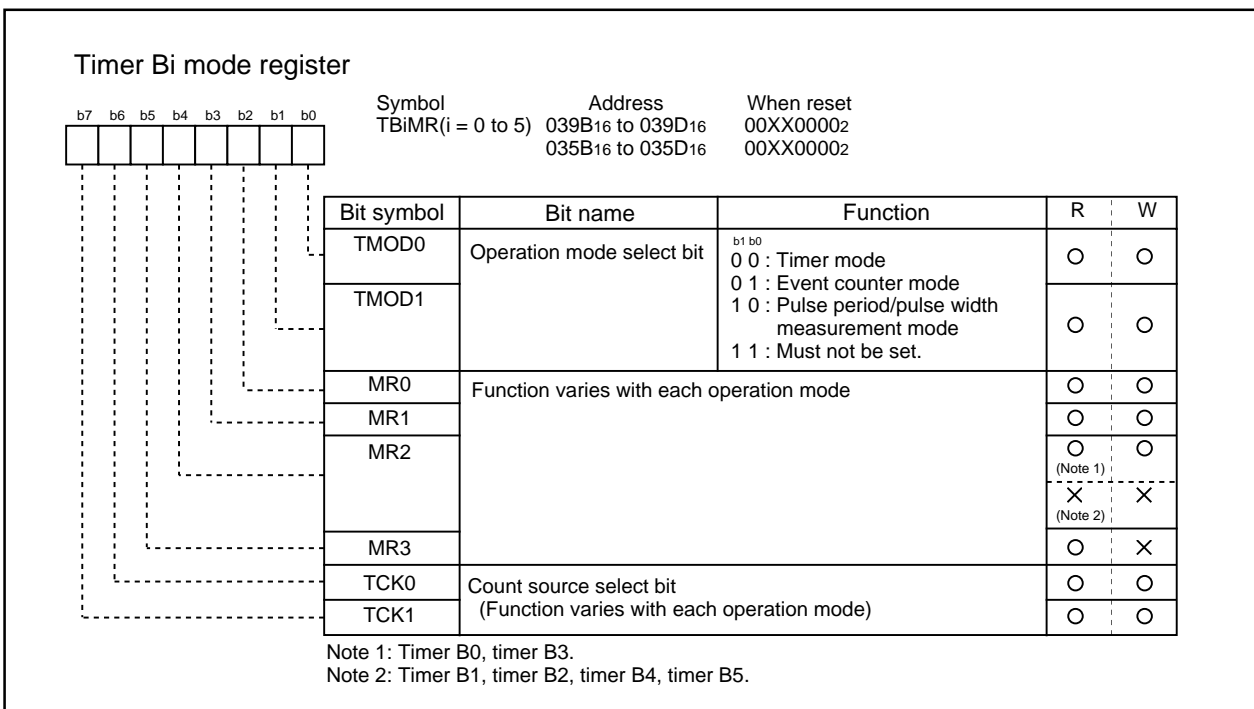 Timer Bi mode register
Symbol Address When reset
b7 b6 b5 b4 b3 b2 b1 b0
TBiMR(i = 0 to 5) 039B16 to 039D16 00XX00002
035B16 to 035D16 00XX00002
Bit symbol Bit name Function R W
TMOD0 Operation mode select bit
b1 b0
0 0 : Timer mode
0 1 : Event counter mode
TMOD1
1 0 : Pulse period/pulse width
measurement mode
1 1 : Must not be set.
MR0 Function varies with each operation mode
MR1
MR2
(Note 1)
(Note 2)
MR3
TCK0 Count source select bit
TCK1 (Function varies with each operation mode)
Note 1: Timer B0, timer B3.
Note 2: Timer B1, timer B2, timer B4, timer B5.